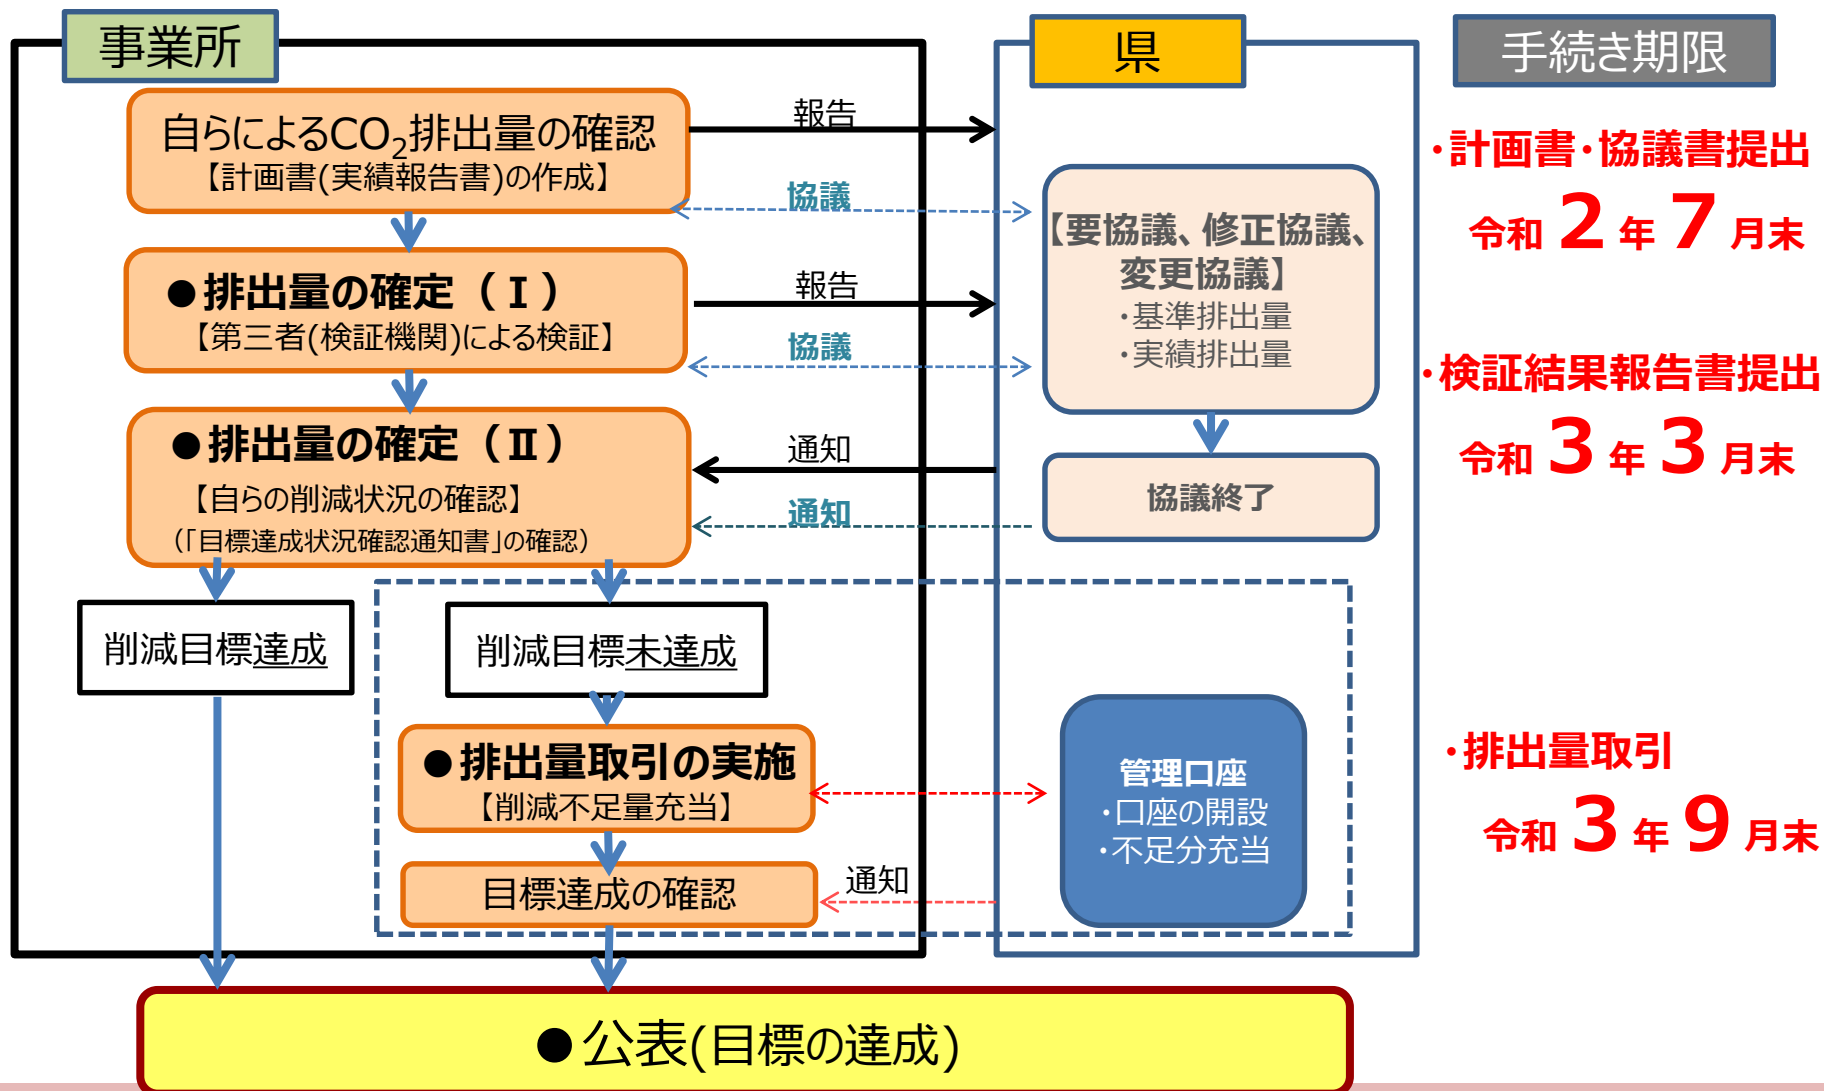 事業所
県
手続き期限
自らによるCO₂排出量の確認
【計画書(実績報告書)の作成】
報告
協議
・計画書・協議書提出
令和 2 年 7 月末
【要協議、修正協議、
変更協議】
・基準排出量
・実績排出量
●排出量の確定（Ⅰ）
【第三者(検証機関)による検証】
報告
協議
・検証結果報告書提出
令和 3 年 3 月末
●排出量の確定（Ⅱ）
【自らの削減状況の確認】
(「目標達成状況確認通知書」の確認)
通知
通知
協議終了
削減目標達成
削減目標未達成
●排出量取引の実施
【削減不足量充当】
管理口座
・口座の開設
・不足分充当
・排出量取引
令和 3 年 9 月末
目標達成の確認
通知
●公表(目標の達成)